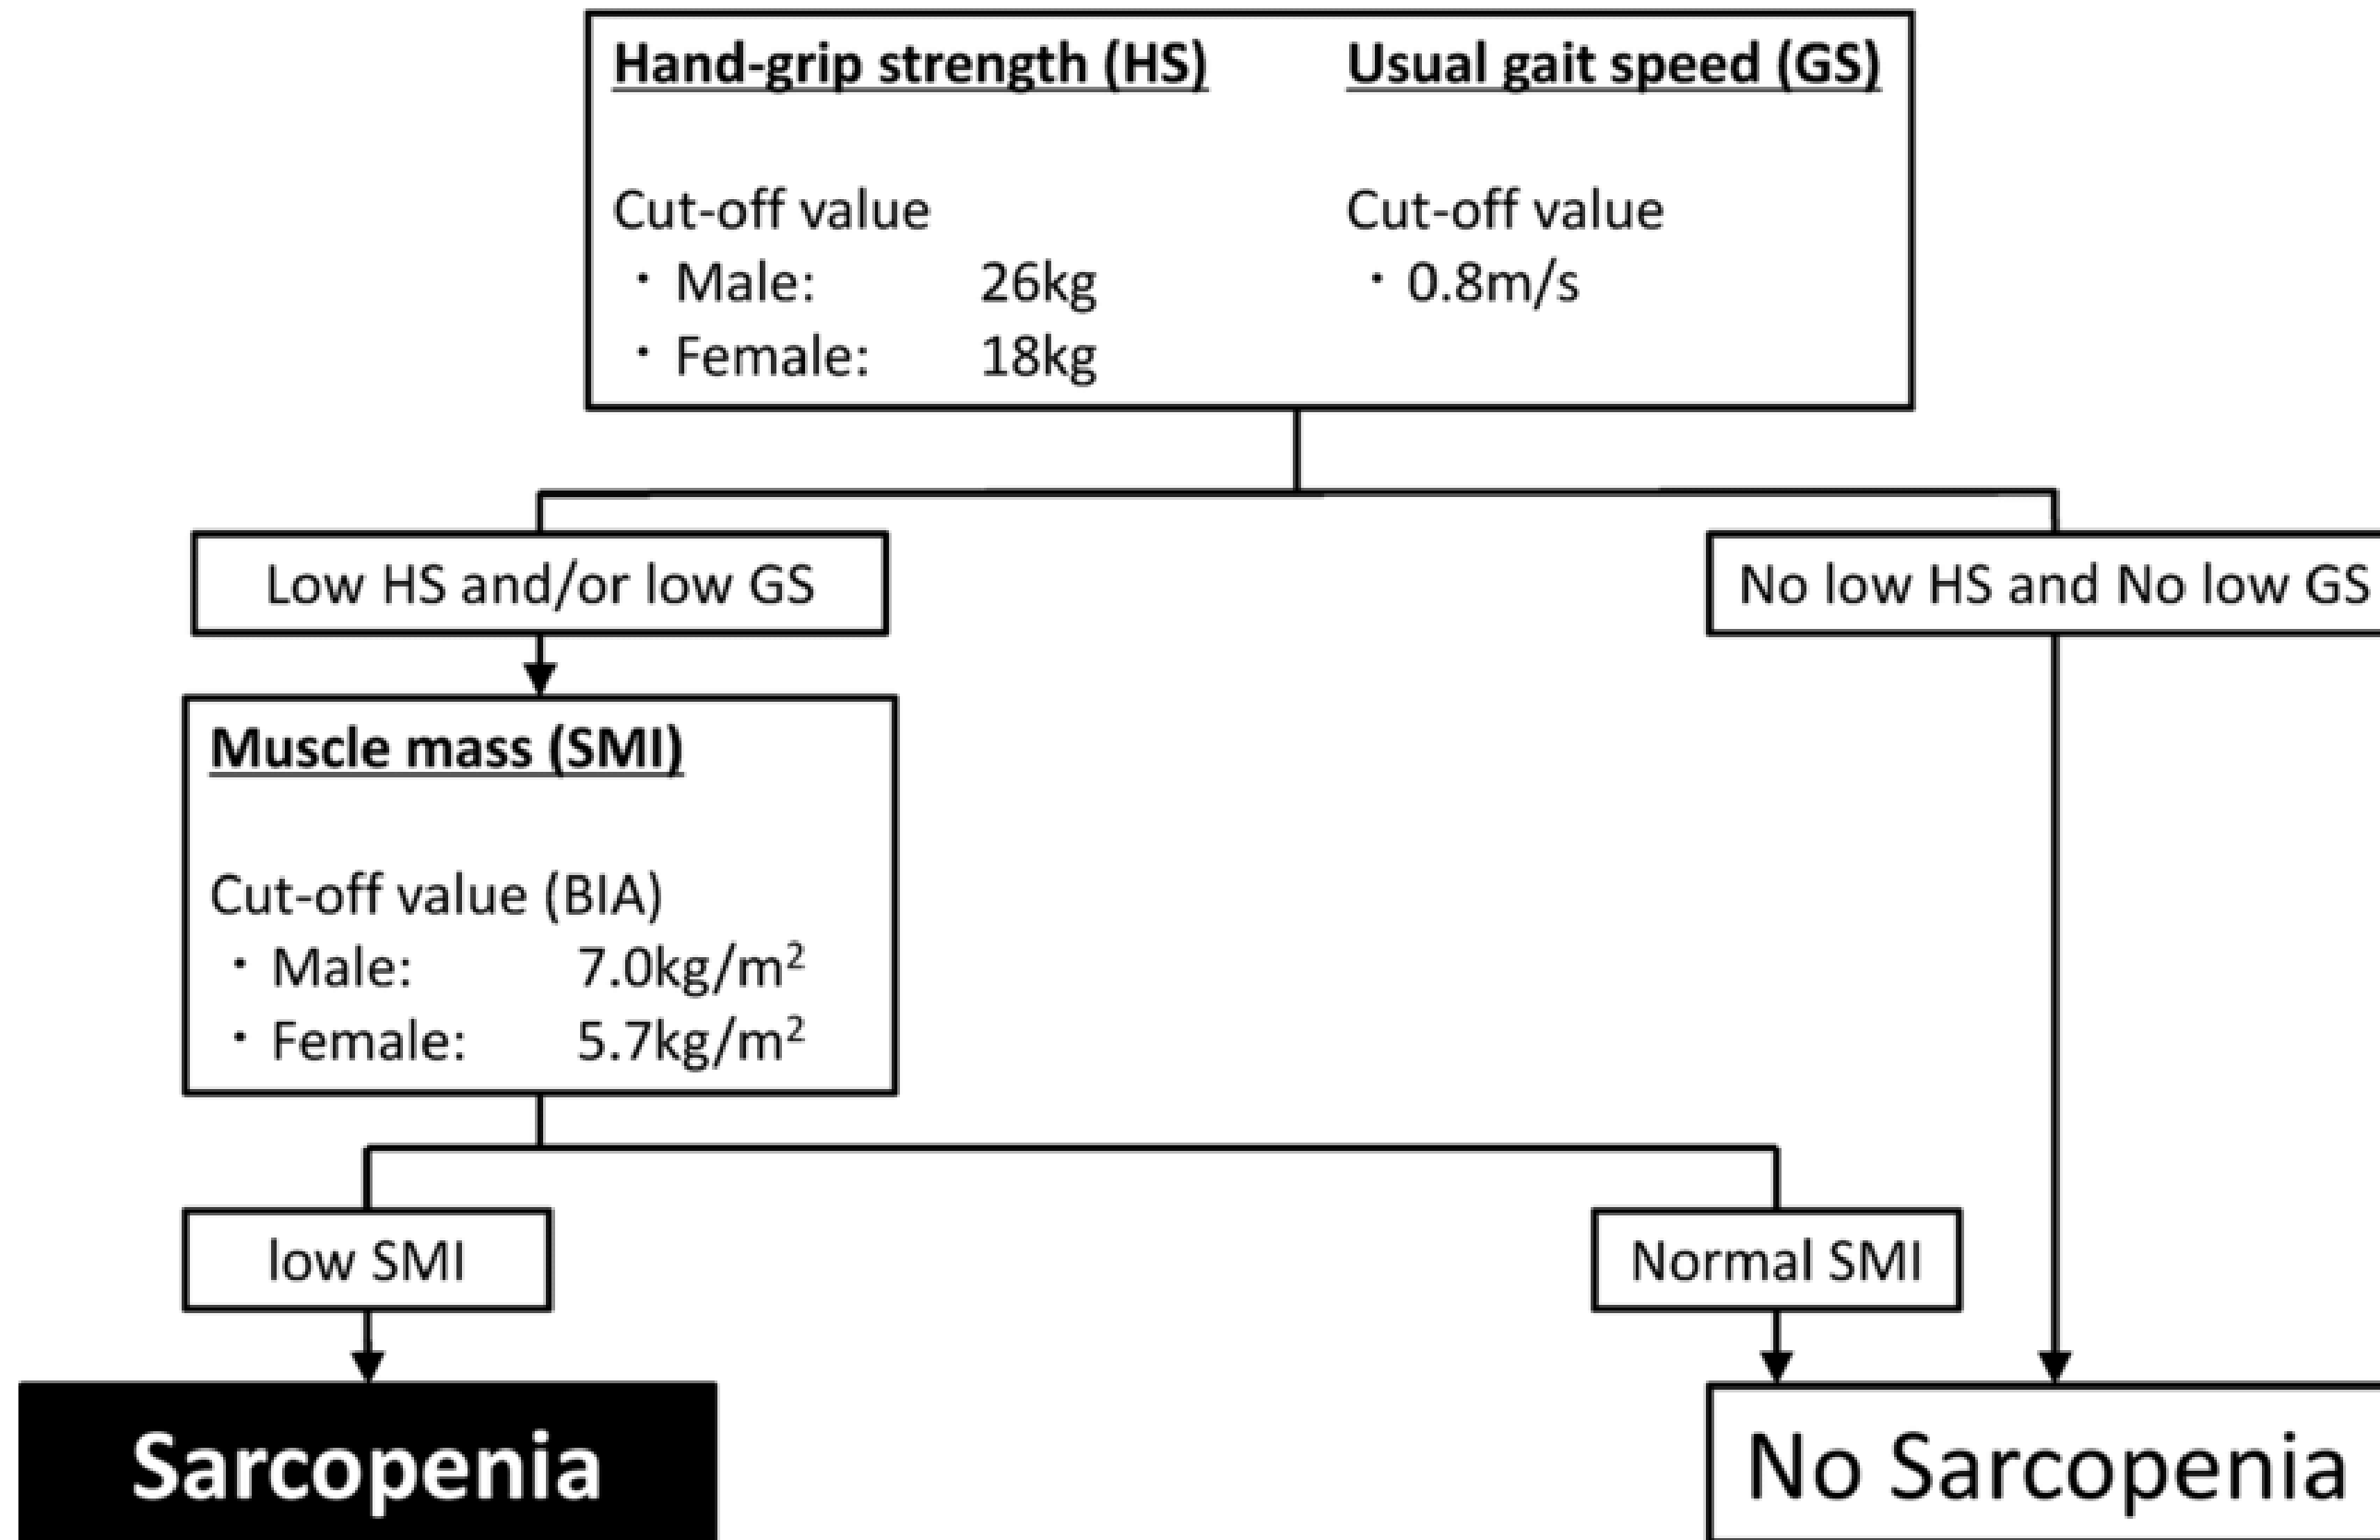 Hand-grip strength (HS) Usual gait speed (GS)
Cut-off value Cut-off value
・Male: 26kg ・0.8m/s
・Female: 18kg
Low HS and/or low GS No low HS and No low GS
Muscle mass (SMI)
Cut-off value (BIA)
・Male: 7.0kg/m²
・Female: 5.7kg/m²
low SMI Normal SMI
Sarcopenia No Sarcopenia